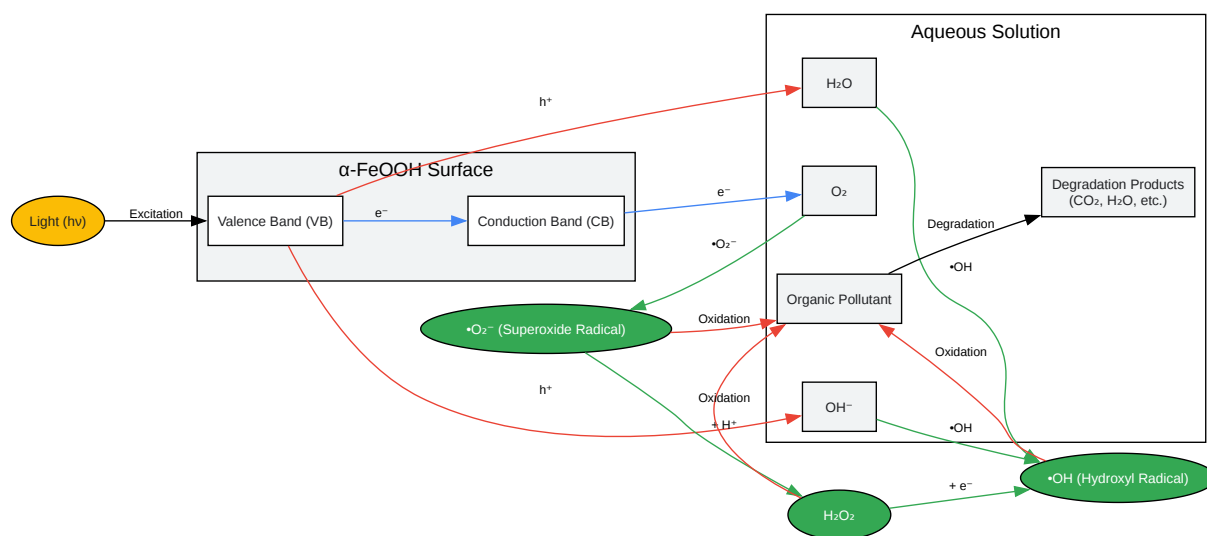 Aqueous Solution
H₂O
h⁺
α-FeOOH Surface
Light (hν)
Excitation
Valence Band (VB)
e⁻
Conduction Band (CB)
e⁻
O₂
Degradation Products
(CO₂, H₂O, etc.)
Degradation
•O₂⁻
•OH
Organic Pollutant
•O₂⁻ (Superoxide Radical)
Oxidation
Oxidation
h⁺
Oxidation
+ H⁺
OH⁻
•OH
•OH (Hydroxyl Radical)
+ e⁻
H₂O₂